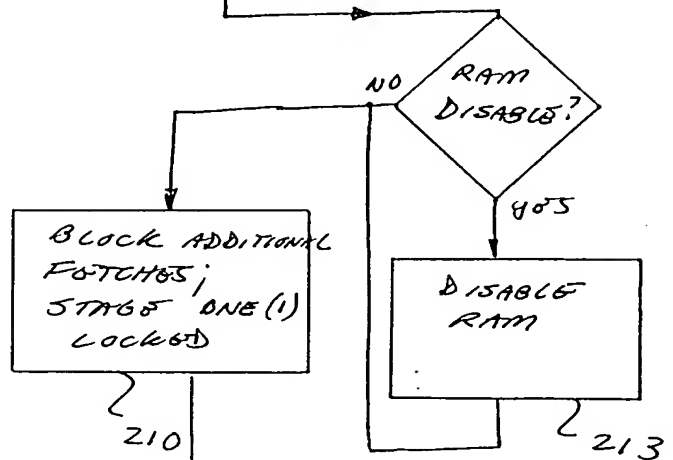 RAM
DISABLE?
NO
yes
BLOCK ADDITIONAL
FETCHES;
STAGE ONE (1)
LOCKED
DISABLE
RAM
210
213